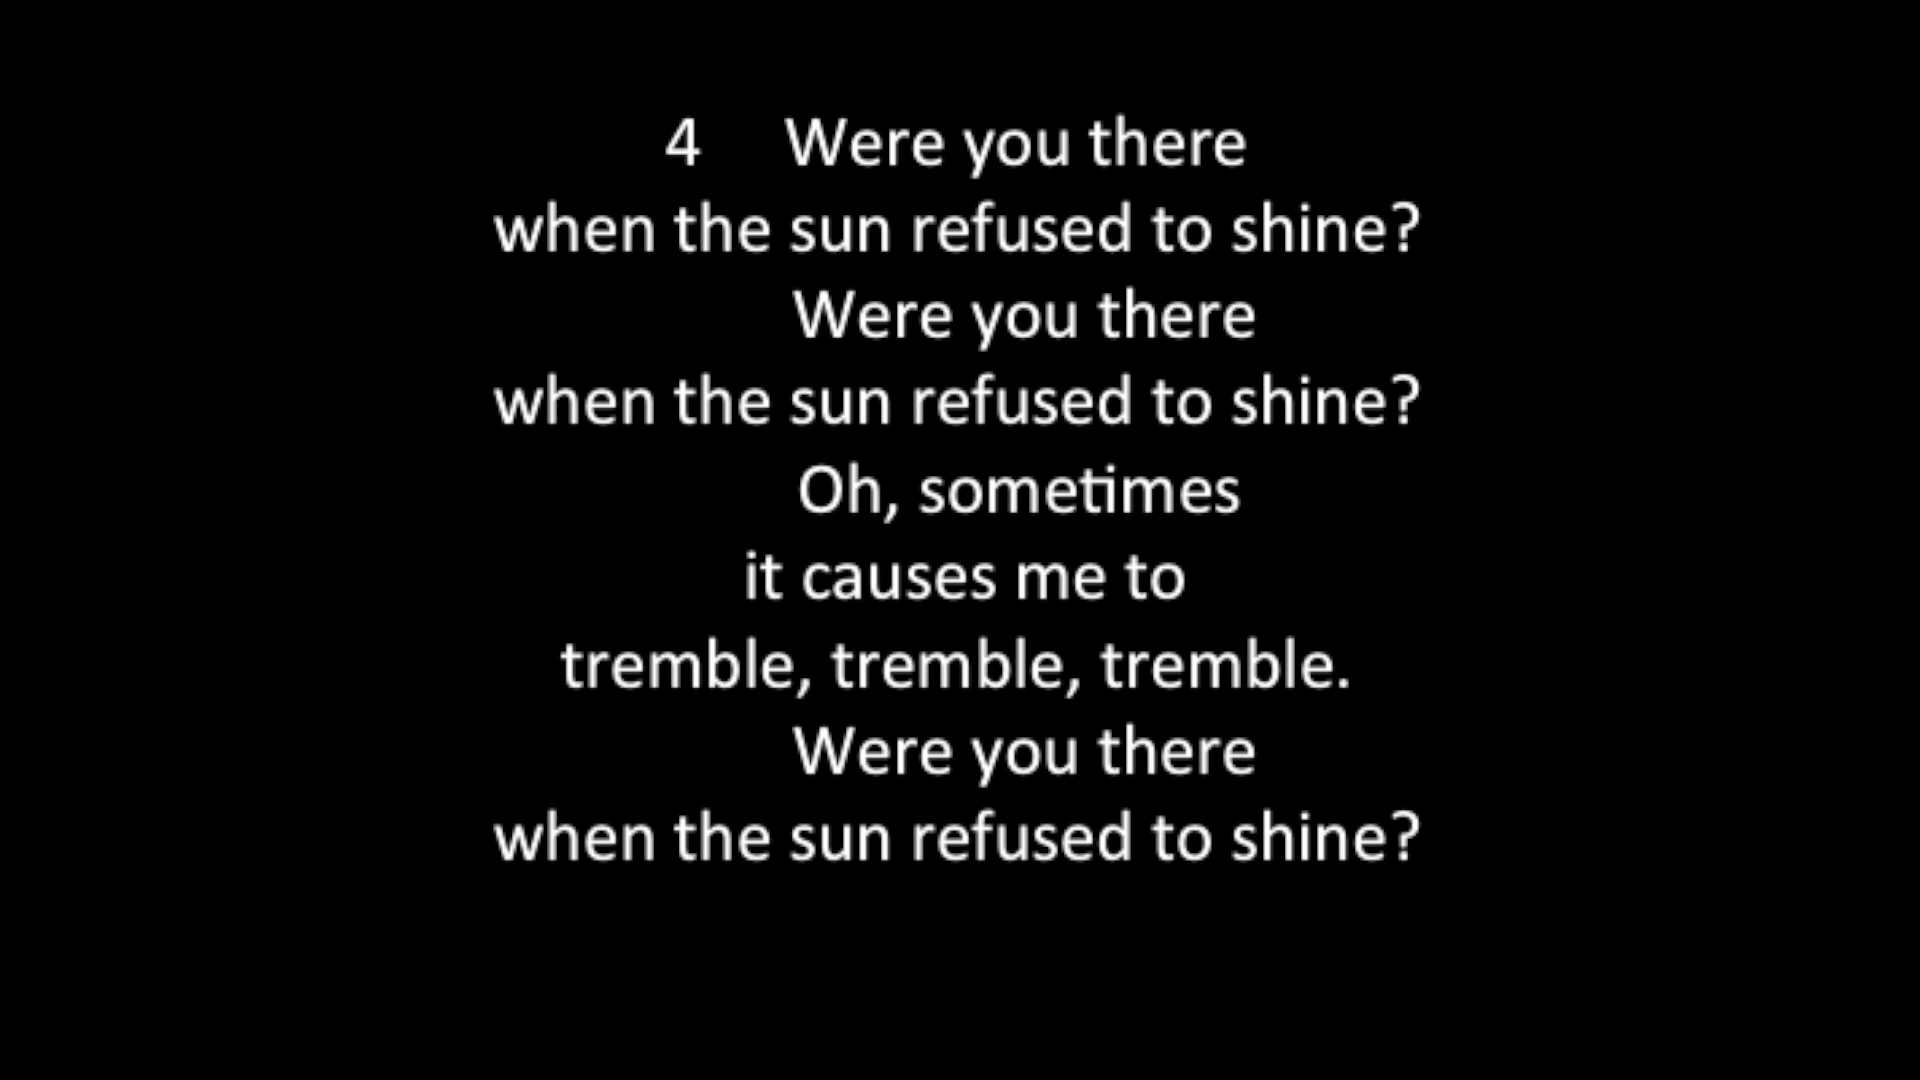 4 Were you there
when the sun refused to shine?
Were you there
when the sun refused to shine?
Oh, sometimes
it causes me to
tremble, tremble, tremble.
Were you there
when the sun refused to shine?